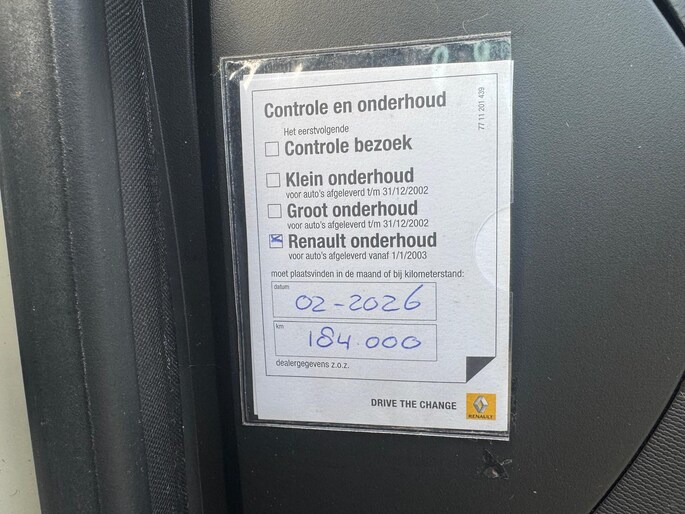 Controle en onderhoud
Het eerstvolgende
Controle bezoek
Klein onderhoud
voor auto's afgeleverd t/m 31/12/2002
Groot onderhoud
voor auto's afgeleverd t/m 31/12/2002
Renault onderhoud
voor auto's afgeleverd vanaf 1/1/2003
moet plaatsvinden in de maand of bij kilometerstand:
datum
02-2026
km
184.000
dealergegevens z.o.z.
DRIVE THE CHANGE
RENAULT
77 11 201 439